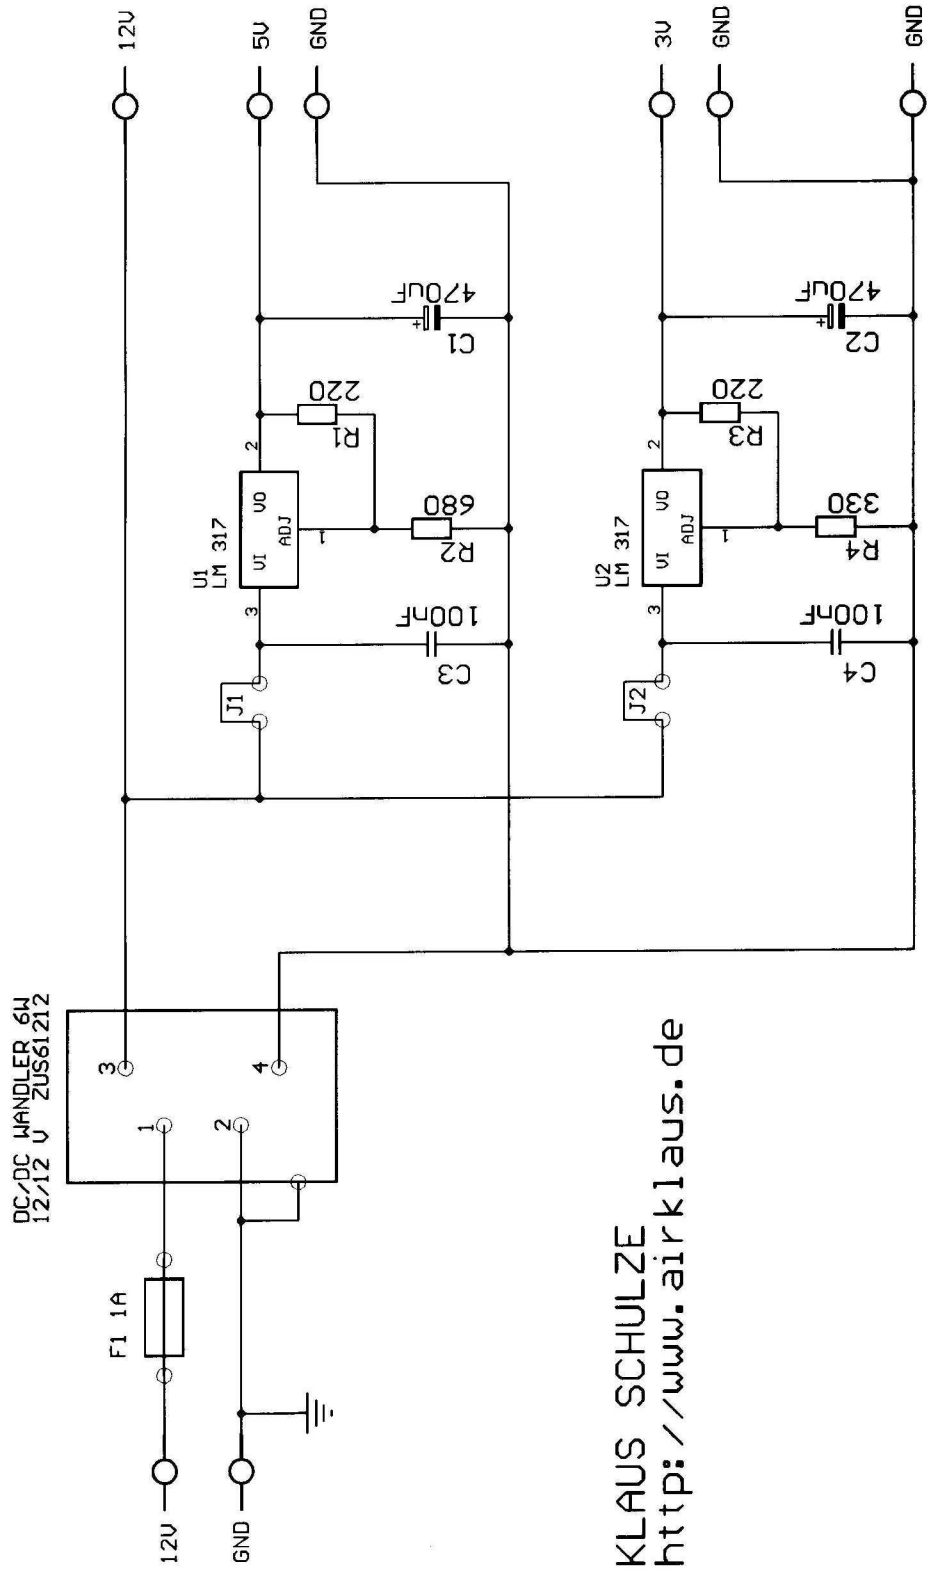 DC/DC WANDLER 6W
12/12 V ZUS61212
12V
F1 1A
1
3
12V
GND
2
4
J1
3
U1
LM 317
VI VO
ADJ
1
2
R1
220
5V
GND
C3
100nF
R2
680
C1
470uF
J2
3
U2
LM 317
VI VO
ADJ
1
2
R3
220
3V
GND
C4
100nF
R4
330
C2
470uF
+
+
GND
KLAUS SCHULZE
http://www.airklaus.de